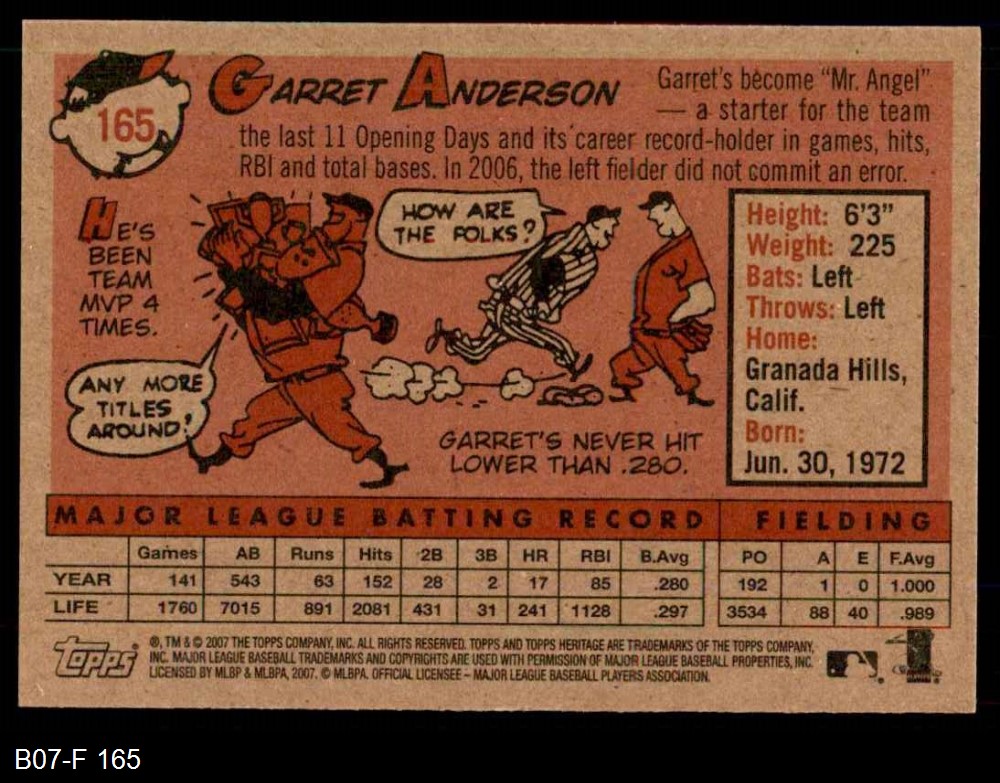 165
GARRET ANDERSON
Garret's become "Mr. Angel"
— a starter for the team
the last 11 Opening Days and its career record-holder in games, hits,
RBI and total bases. In 2006, the left fielder did not commit an error.
HE'S
BEEN
TEAM
MVP 4
TIMES.
ANY MORE
TITLES
AROUND?
HOW ARE
THE FOLKS?
GARRET'S NEVER HIT
LOWER THAN .280.
Height: 6'3"
Weight: 225
Bats: Left
Throws: Left
Home:
Granada Hills,
Calif.
Born:
Jun. 30, 1972
MAJOR LEAGUE BATTING RECORD FIELDING
Games AB Runs Hits 2B 3B HR RBI B.Avg PO A E F.Avg
YEAR 141 543 63 152 28 2 17 85 .280 192 1 0 1.000
LIFE 1760 7015 891 2081 431 31 241 1128 .297 3534 88 40 .989
Topps
®, TM & © 2007 THE TOPPS COMPANY, INC. ALL RIGHTS RESERVED. TOPPS AND TOPPS HERITAGE ARE TRADEMARKS OF THE TOPPS COMPANY,
INC. MAJOR LEAGUE BASEBALL TRADEMARKS AND COPYRIGHTS ARE USED WITH PERMISSION OF MAJOR LEAGUE BASEBALL PROPERTIES, INC.
LICENSED BY MLBP & MLBPA, 2007. © MLBPA. OFFICIAL LICENSEE – MAJOR LEAGUE BASEBALL PLAYERS ASSOCIATION.
B07-F 165